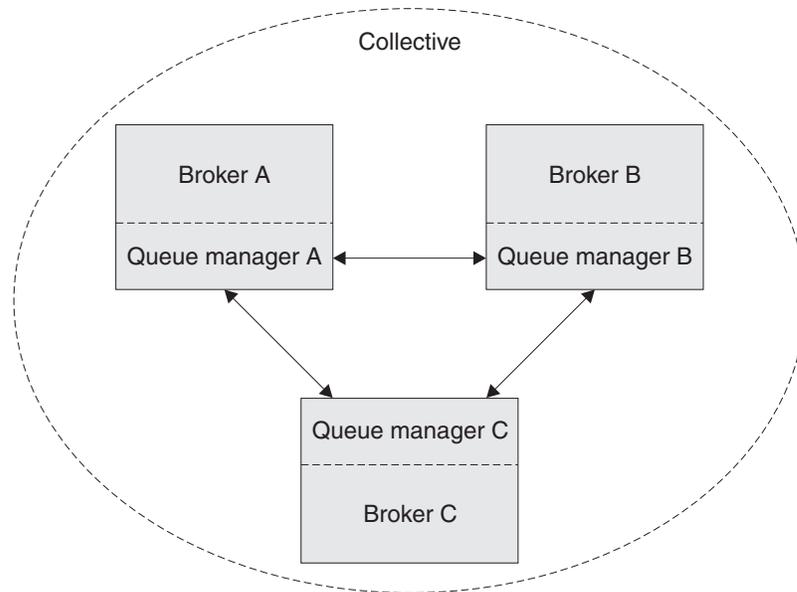 Collective
Broker A
Broker B
Queue manager A
Queue manager B
Queue manager C
Broker C